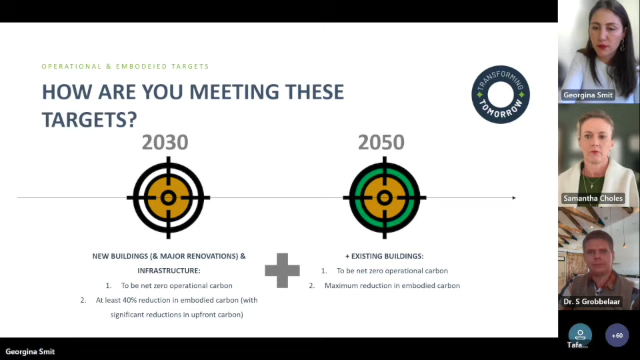 OPERATIONAL & EMBODEIED TARGETS
HOW ARE YOU MEETING THESE
TARGETS?
TRANSFORMING
TOMORROW
2030
2050
NEW BUILDINGS (& MAJOR RENOVATIONS) &
INFRASTRUCTURE:
1. To be net zero operational carbon
2. At least 40% reduction in embodied carbon (with
significant reductions in upfront carbon)
+ EXISTING BUILDINGS:
1. To be net zero operational carbon
2. Maximum reduction in embodied carbon
Georgina Smit
Samantha Choles
Dr. S Grobbelaar
Tafa...
+60
Georgina Smit